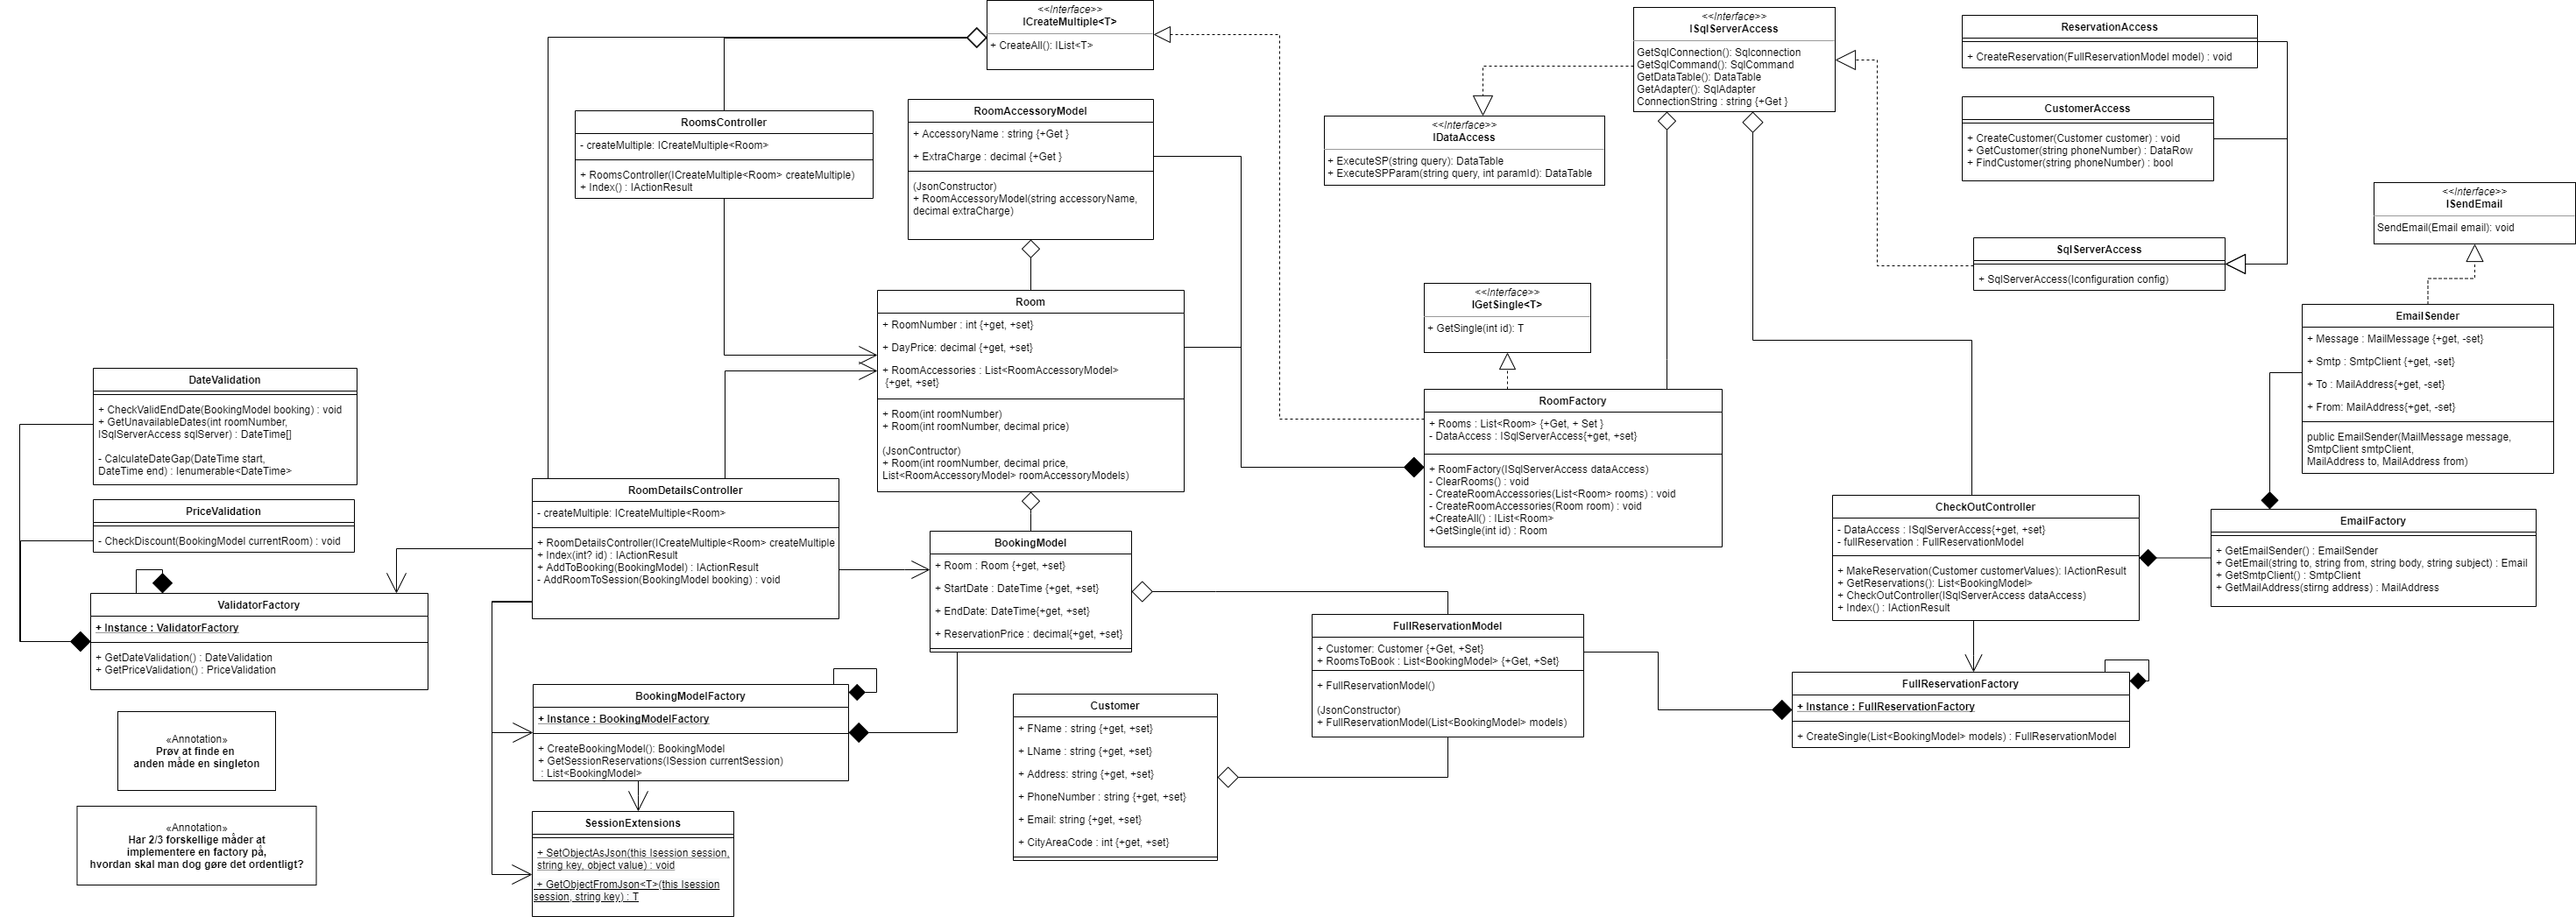 <<Interface>>
ICreateMultiple<T>
+ CreateAll(): IList<T>
<<Interface>>
ISqlServerAccess
GetSqlConnection(): Sqlconnection
GetSqlCommand(): SqlCommand
GetDataTable(): DataTable
GetAdapter(): SqlAdapter
ConnectionString : string {+Get }
ReservationAccess
+ CreateReservation(FullReservationModel model) : void
CustomerAccess
+ CreateCustomer(Customer customer) : void
+ GetCustomer(string phoneNumber) : DataRow
+ FindCustomer(string phoneNumber) : bool
RoomsController
- createMultiple: ICreateMultiple<Room>
+ RoomsController(ICreateMultiple<Room> createMultiple)
+ Index() : IActionResult
RoomAccessoryModel
+ AccessoryName : string {+Get }
+ ExtraCharge : decimal {+Get }
(JsonConstructor)
+ RoomAccessoryModel(string accessoryName,
decimal extraCharge)
<<Interface>>
IDataAccess
+ ExecuteSP(string query): DataTable
+ ExecuteSPParam(string query, int paramId): DataTable
<<Interface>>
ISendEmail
SendEmail(Email email): void
SqlServerAccess
+ SqlServerAccess(Iconfiguration config)
Room
+ RoomNumber : int {+get, +set}
+ DayPrice: decimal {+get, +set}
+ RoomAccessories : List<RoomAccessoryModel>
{+get, +set}
+ Room(int roomNumber)
+ Room(int roomNumber, decimal price)
(JsonContructor)
+ Room(int roomNumber, decimal price,
List<RoomAccessoryModel> roomAccessoryModels)
<<Interface>>
IGetSingle<T>
+ GetSingle(int id): T
EmailSender
+ Message : MailMessage {+get, -set}
+ Smtp : SmtpClient {+get, -set}
+ To : MailAddress{+get, -set}
+ From: MailAddress{+get, -set}
public EmailSender(MailMessage message,
SmtpClient smtpClient,
MailAddress to, MailAddress from)
DateValidation
+ CheckValidEndDate(BookingModel booking) : void
+ GetUnavailableDates(int roomNumber,
ISqlServerAccess sqlServer) : DateTime[]
- CalculateDateGap(DateTime start,
DateTime end) : Ienumerable<DateTime>
PriceValidation
- CheckDiscount(BookingModel currentRoom) : void
RoomFactory
+ Rooms : List<Room> {+Get, + Set }
- DataAccess : ISqlServerAccess{+get, +set}
+ RoomFactory(ISqlServerAccess dataAccess)
- ClearRooms() : void
- CreateRoomAccessories(List<Room> rooms) : void
- CreateRoomAccessories(Room room) : void
+CreateAll() : IList<Room>
+GetSingle(int id) : Room
RoomDetailsController
- createMultiple: ICreateMultiple<Room>
+ RoomDetailsController(ICreateMultiple<Room> createMultiple
+ Index(int? id) : IActionResult
+ AddToBooking(BookingModel) : IActionResult
- AddRoomToSession(BookingModel booking) : void
CheckOutController
- DataAccess : ISqlServerAccess{+get, +set}
- fullReservation : FullReservationModel
+ MakeReservation(Customer customerValues): IActionResult
+ GetReservations(): List<BookingModel>
+ CheckOutController(ISqlServerAccess dataAccess)
+ Index() : IActionResult
EmailFactory
+ GetEmailSender() : EmailSender
+ GetEmail(string to, string from, string body, string subject) : Email
+ GetSmtpClient() : SmtpClient
+ GetMailAddress(stirng address) : MailAddress
BookingModel
+ Room : Room {+get, +set}
+ StartDate : DateTime {+get, +set}
+ EndDate: DateTime{+get, +set}
+ ReservationPrice : decimal{+get, +set}
ValidatorFactory
+ Instance : ValidatorFactory
+ GetDateValidation() : DateValidation
+ GetPriceValidation() : PriceValidation
FullReservationModel
+ Customer: Customer {+Get, +Set}
+ RoomsToBook : List<BookingModel> {+Get, +Set}
+ FullReservationModel()
(JsonConstructor)
+ FullReservationModel(List<BookingModel> models)
FullReservationFactory
+ Instance : FullReservationFactory
+ CreateSingle(List<BookingModel> models) : FullReservationModel
BookingModelFactory
+ Instance : BookingModelFactory
+ CreateBookingModel(): BookingModel
+ GetSessionReservations(ISession currentSession)
: List<BookingModel>
Customer
+ FName : string {+get, +set}
+ LName : string {+get, +set}
+ Address: string {+get, +set}
+ PhoneNumber : string {+get, +set}
+ Email: string {+get, +set}
+ CityAreaCode : int {+get, +set}
«Annotation»
Prøv at finde en
anden måde en singleton
«Annotation»
Har 2/3 forskellige måder at
implementere en factory på,
hvordan skal man dog gøre det ordentligt?
SessionExtensions
+ SetObjectAsJson(this Isession session,
string key, object value) : void
+ GetObjectFromJson<T>(this Isession
session, string key) : T